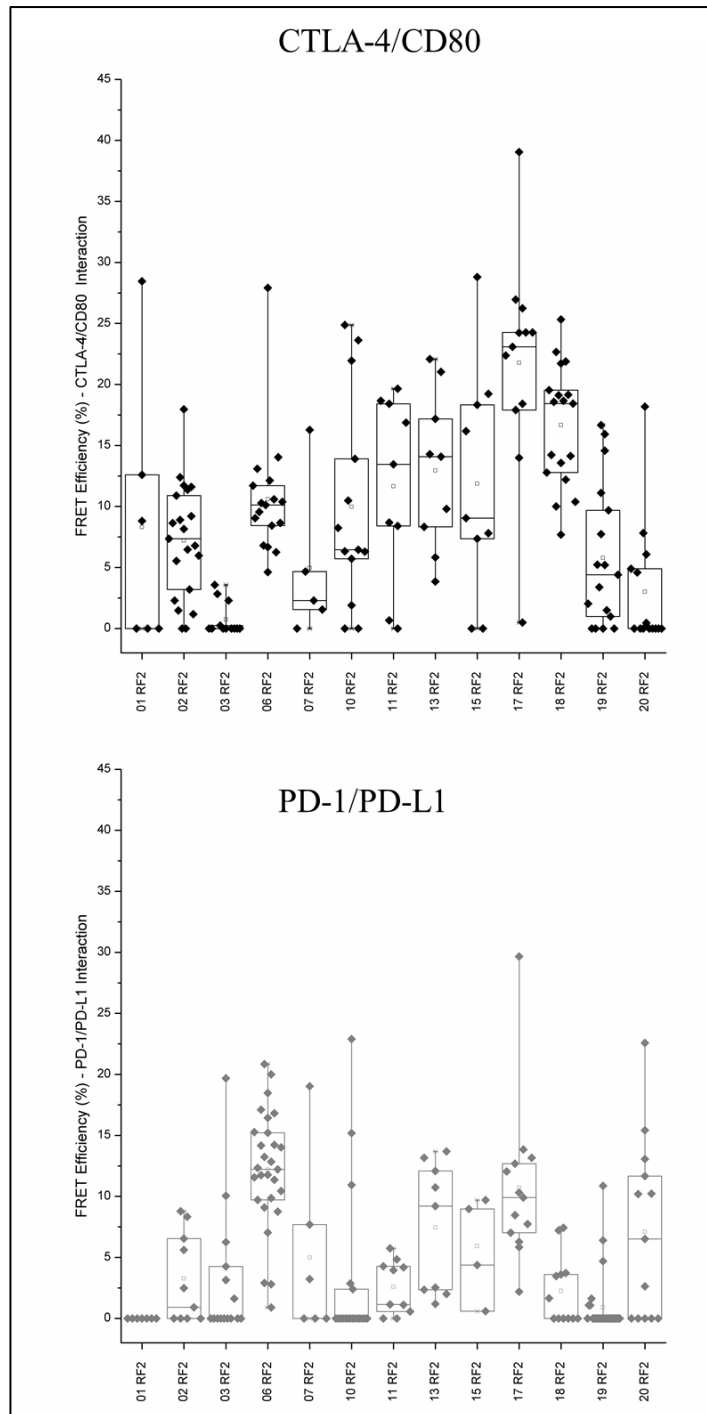 CTLA-4/CD80
FRET Efficiency (%) - CTLA-4/CD80 Interaction
45
40
35
30
25
20
15
10
5
0
01 RF2
02 RF2
03 RF2
06 RF2
07 RF2
10 RF2
11 RF2
13 RF2
15 RF2
17 RF2
18 RF2
19 RF2
20 RF2
PD-1/PD-L1
FRET Efficiency (%) - PD-1/PD-L1 Interaction
45
40
35
30
25
20
15
10
5
0
01 RF2
02 RF2
03 RF2
06 RF2
07 RF2
10 RF2
11 RF2
13 RF2
15 RF2
17 RF2
18 RF2
19 RF2
20 RF2